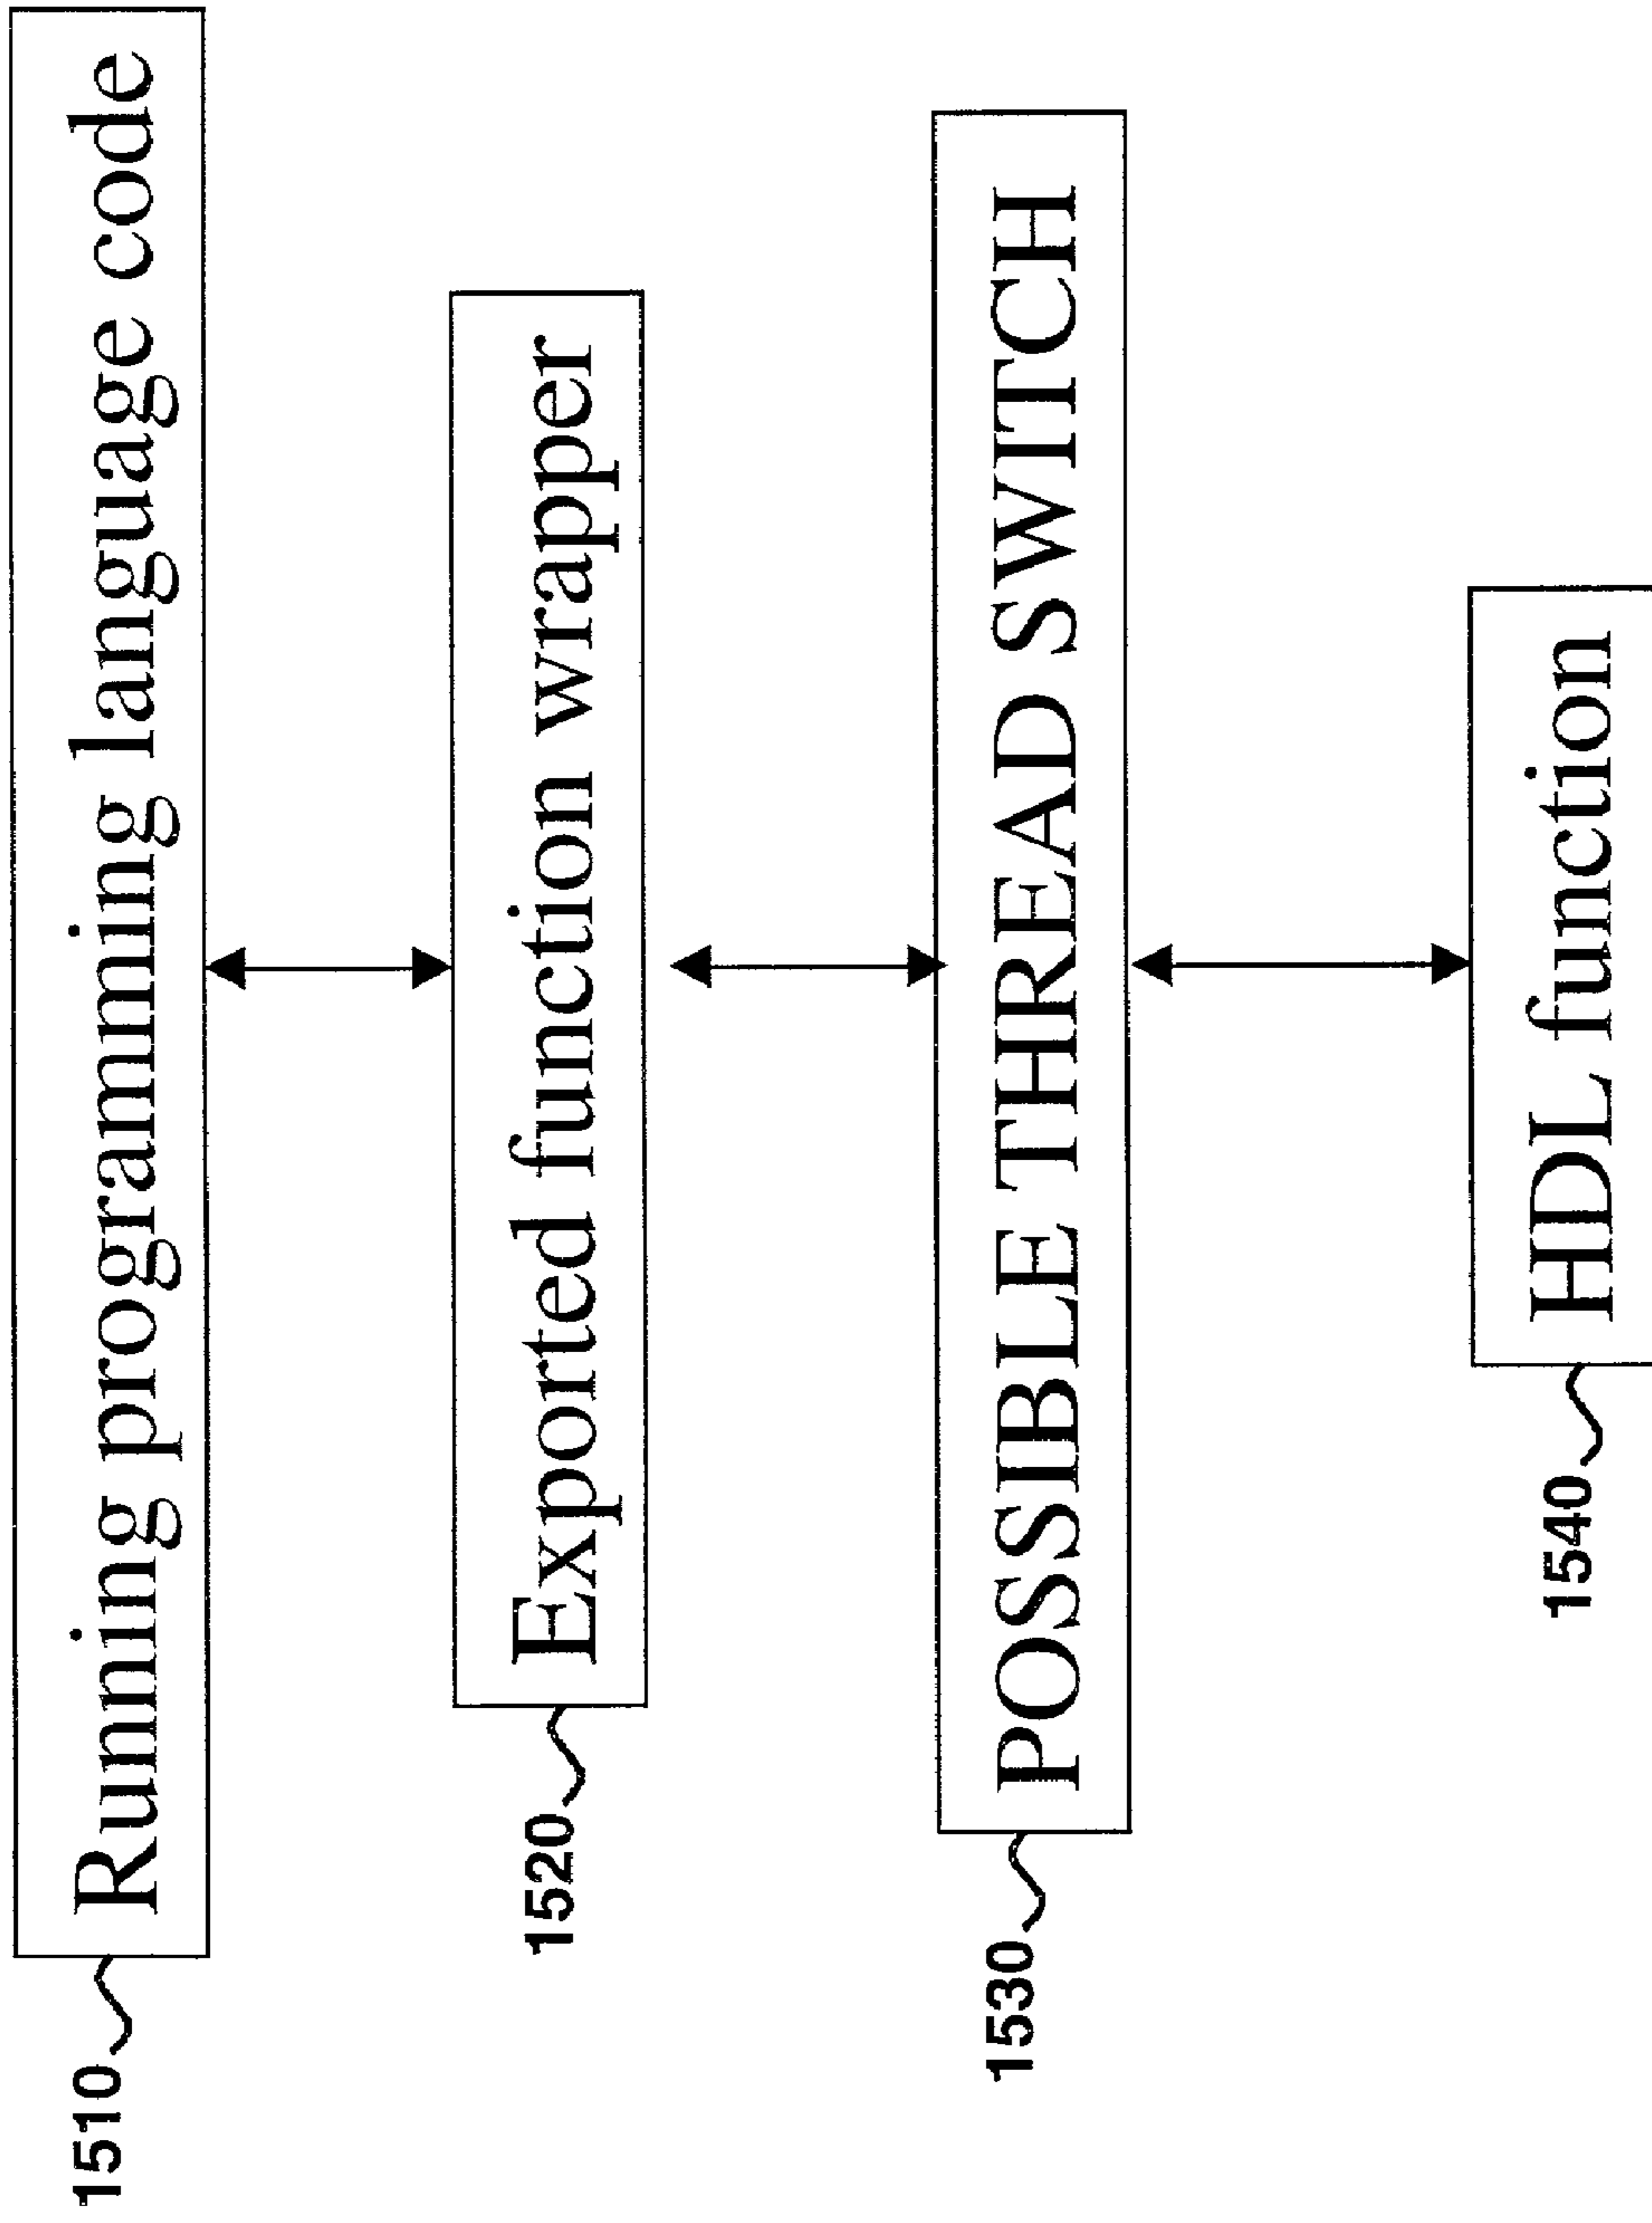 1510 Running programming language code
1520 Exported function wrapper
1530 POSSIBLE THREAD SWITCH
1540 HDL function